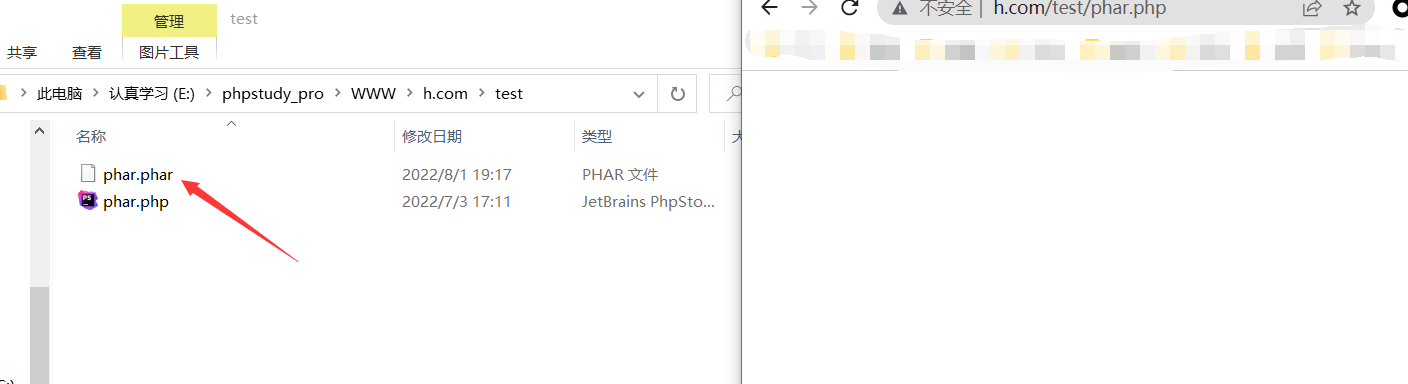 管理
test
共享
查看
图片工具
此电脑
认真学习 (E:)
phpstudy_pro
WWW
h.com
test
名称
修改日期
类型
phar.phar
2022/8/1 19:17
PHAR 文件
phar.php
2022/7/3 17:11
JetBrains PhpSto...
不安全 | h.com/test/phar.php